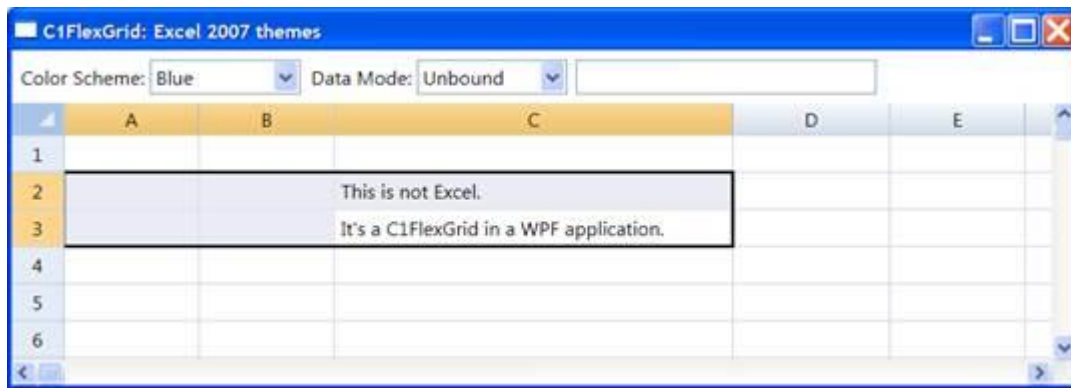 C1FlexGrid: Excel 2007 themes
Color Scheme: Blue Data Mode: Unbound
A B C D E
1
2 This is not Excel.
3 It's a C1FlexGrid in a WPF application.
4
5
6